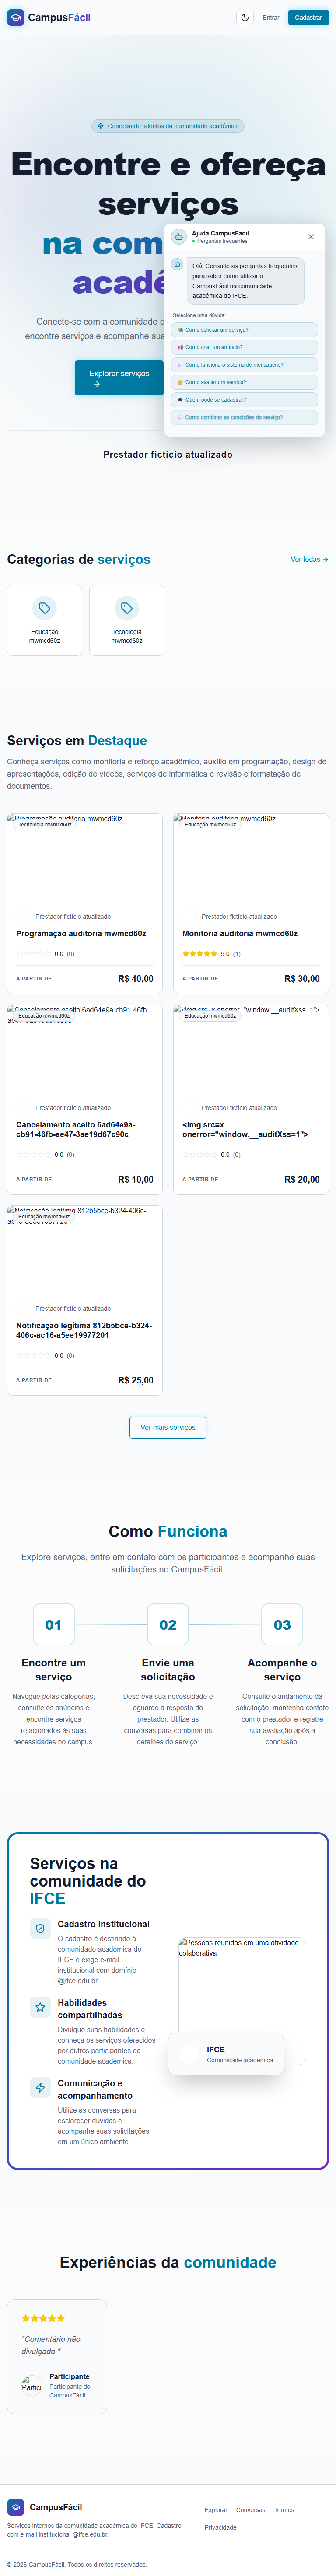 CampusFácil
Entrar
Cadastrar
Conectando talentos da comunidade acadêmica
Encontre e ofereça
serviços
na com
acadê
Conecte-se com a comunidade
encontre serviços e acompanhe suas
Explorar serviços →
Prestador fictício atualizado
Ajuda CampusFácil
Perguntas frequentes
Olá! Consulte as perguntas frequentes
para saber como utilizar o
CampusFácil na comunidade
acadêmica do IFCE.
Selecione uma dúvida:
Como solicitar um serviço?
Como criar um anúncio?
Como funciona o sistema de mensagens?
Como avaliar um serviço?
Quem pode se cadastrar?
Como combinar as condições do serviço?
Categorias de serviços
Ver todas →
Educação
mwmcd60z
Tecnologia
mwmcd60z
Serviços em Destaque
Conheça serviços como monitoria e reforço acadêmico, auxílio em programação, design de
apresentações, edição de vídeos, serviços de informática e revisão e formatação de
documentos.
Programação auditoria mwmcd60z
Tecnologia mwmcd60z
Prestador fictício atualizado
Programação auditoria mwmcd60z
0.0 (0)
A PARTIR DE
R$ 40,00
Monitoria auditoria mwmcd60z
Educação mwmcd60z
Prestador fictício atualizado
Monitoria auditoria mwmcd60z
5.0 (1)
A PARTIR DE
R$ 30,00
Cancelamento aceito 6ad64e9a-cb91-46fb-
Educação mwmcd60z
Prestador fictício atualizado
Cancelamento aceito 6ad64e9a-
cb91-46fb-ae47-3ae19d67c90c
0.0 (0)
A PARTIR DE
R$ 10,00
<img src=x onerror="window.__auditXss=1">
Educação mwmcd60z
Prestador fictício atualizado
<img src=x
onerror="window.__auditXss=1">
0.0 (0)
A PARTIR DE
R$ 20,00
Notificação legítima 812b5bce-b324-406c-
Educação mwmcd60z
Prestador fictício atualizado
Notificação legítima 812b5bce-b324-
406c-ac16-a5ee19977201
0.0 (0)
A PARTIR DE
R$ 25,00
Ver mais serviços
Como Funciona
Explore serviços, entre em contato com os participantes e acompanhe suas
solicitações no CampusFácil.
01
Encontre um
serviço
Navegue pelas categorias,
consulte os anúncios e
encontre serviços
relacionados às suas
necessidades no campus.
02
Envie uma
solicitação
Descreva sua necessidade e
aguarde a resposta do
prestador. Utilize as
conversas para combinar os
detalhes do serviço.
03
Acompanhe o
serviço
Consulte o andamento da
solicitação, mantenha contato
com o prestador e registre
sua avaliação após a
conclusão.
Serviços na
comunidade do
IFCE
Cadastro institucional
O cadastro é destinado à
comunidade acadêmica do
IFCE e exige e-mail
institucional com domínio
@ifce.edu.br.
Habilidades
compartilhadas
Divulgue suas habilidades e
conheça os serviços oferecidos
por outros participantes da
comunidade acadêmica.
Comunicação e
acompanhamento
Utilize as conversas para
esclarecer dúvidas e
acompanhe suas solicitações
em um único ambiente.
Pessoas reunidas em uma atividade
colaborativa
IFCE
Comunidade acadêmica
Experiências da comunidade
"Comentário não
divulgado."
Participante
Participante do
CampusFácil
CampusFácil
Serviços internos da comunidade acadêmica do IFCE. Cadastro
com e-mail institucional @ifce.edu.br.
Explorar
Conversas
Termos
Privacidade
© 2026 CampusFácil. Todos os direitos reservados.